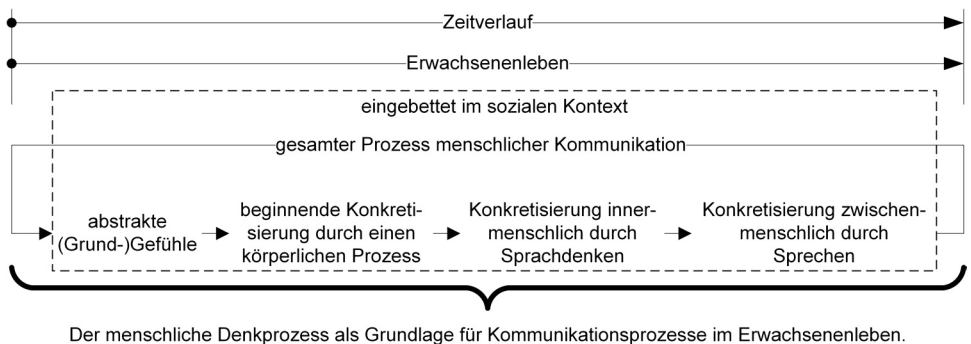 Zeitverlauf
Erwachsenenleben
eingebettet im sozialen Kontext
gesamter Prozess menschlicher Kommunikation
abstrakte
(Grund-)Gefühle
beginnende Konkreti-
sierung durch einen
körperlichen Prozess
Konkretisierung inner-
menschlich durch
Sprachdenken
Konkretisierung zwischen-
menschlich durch
Sprechen
Der menschliche Denkprozess als Grundlage für Kommunikationsprozesse im Erwachsenenleben.